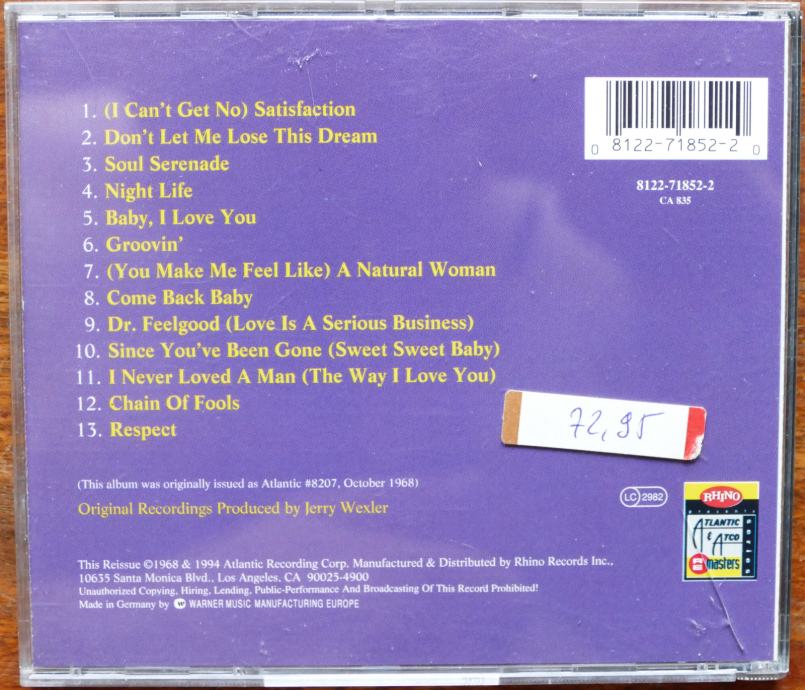 1. (I Can't Get No) Satisfaction
2. Don't Let Me Lose This Dream
3. Soul Serenade
4. Night Life
5. Baby, I Love You
6. Groovin'
7. (You Make Me Feel Like) A Natural Woman
8. Come Back Baby
9. Dr. Feelgood (Love Is A Serious Business)
10. Since You've Been Gone (Sweet Sweet Baby)
11. I Never Loved A Man (The Way I Love You)
12. Chain Of Fools
13. Respect
0 8122-71852-2 0
8122-71852-2
CA 835
72,95
(This album was originally issued as Atlantic #8207, October 1968)
Original Recordings Produced by Jerry Wexler
LC 2982
RHINO
presents
ATLANTIC
& ATCO
Remasters
series
This Reissue ©1968 & 1994 Atlantic Recording Corp. Manufactured & Distributed by Rhino Records Inc.,
10635 Santa Monica Blvd., Los Angeles, CA 90025-4900
Unauthorized Copying, Hiring, Lending, Public-Performance And Broadcasting Of This Record Prohibited!
Made in Germany by WARNER MUSIC MANUFACTURING EUROPE